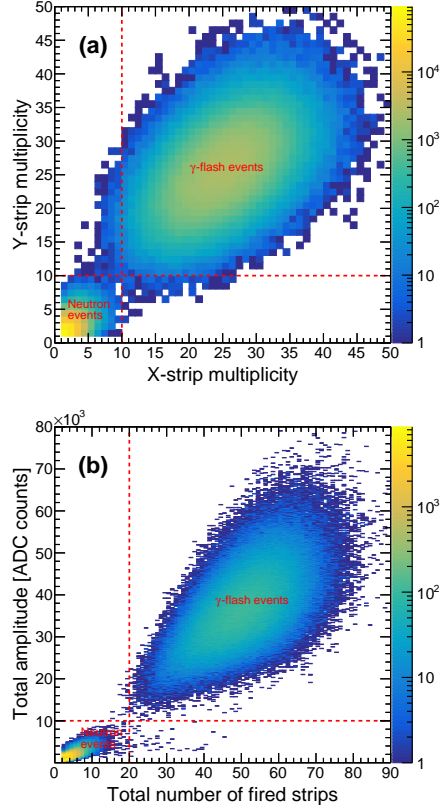 (a)
Y-strip multiplicity
50
45
40
35
30
25
20
15
10
5
0
γ-flash events
Neutron
events
0 5 10 15 20 25 30 35 40 45 50
X-strip multiplicity
10⁴
10³
10²
10
1
×10³
(b)
Total amplitude [ADC counts]
80
70
60
50
40
30
20
10
γ-flash events
Neutron
events
0 10 20 30 40 50 60 70 80 90
Total number of fired strips
10³
10²
10
1